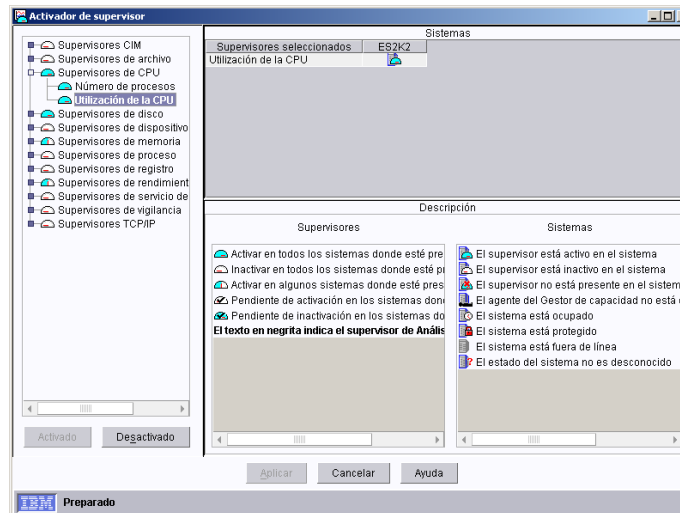 Activador de supervisor
Supervisores CIM
Supervisores de archivo
Supervisores de CPU
Número de procesos
Utilización de la CPU
Supervisores de disco
Supervisores de dispositivo
Supervisores de memoria
Supervisores de proceso
Supervisores de registro
Supervisores de rendimient
Supervisores de servicio de
Supervisores de vigilancia
Supervisores TCP/IP
Activado
Desactivado
Sistemas
Supervisores seleccionados ES2K2
Utilización de la CPU
Descripción
Supervisores
Activar en todos los sistemas donde esté pre
Inactivar en todos los sistemas donde esté pr
Activar en algunos sistemas donde esté pres
Pendiente de activación en los sistemas don
Pendiente de inactivación en los sistemas do
El texto en negrita indica el supervisor de Anális
Sistemas
El supervisor está activo en el sistema
El supervisor está inactivo en el sistema
El supervisor no está presente en el sistem
El agente del Gestor de capacidad no está
El sistema está ocupado
El sistema está protegido
El sistema está fuera de línea
El estado del sistema no es desconocido
Aplicar
Cancelar
Ayuda
IBM Preparado